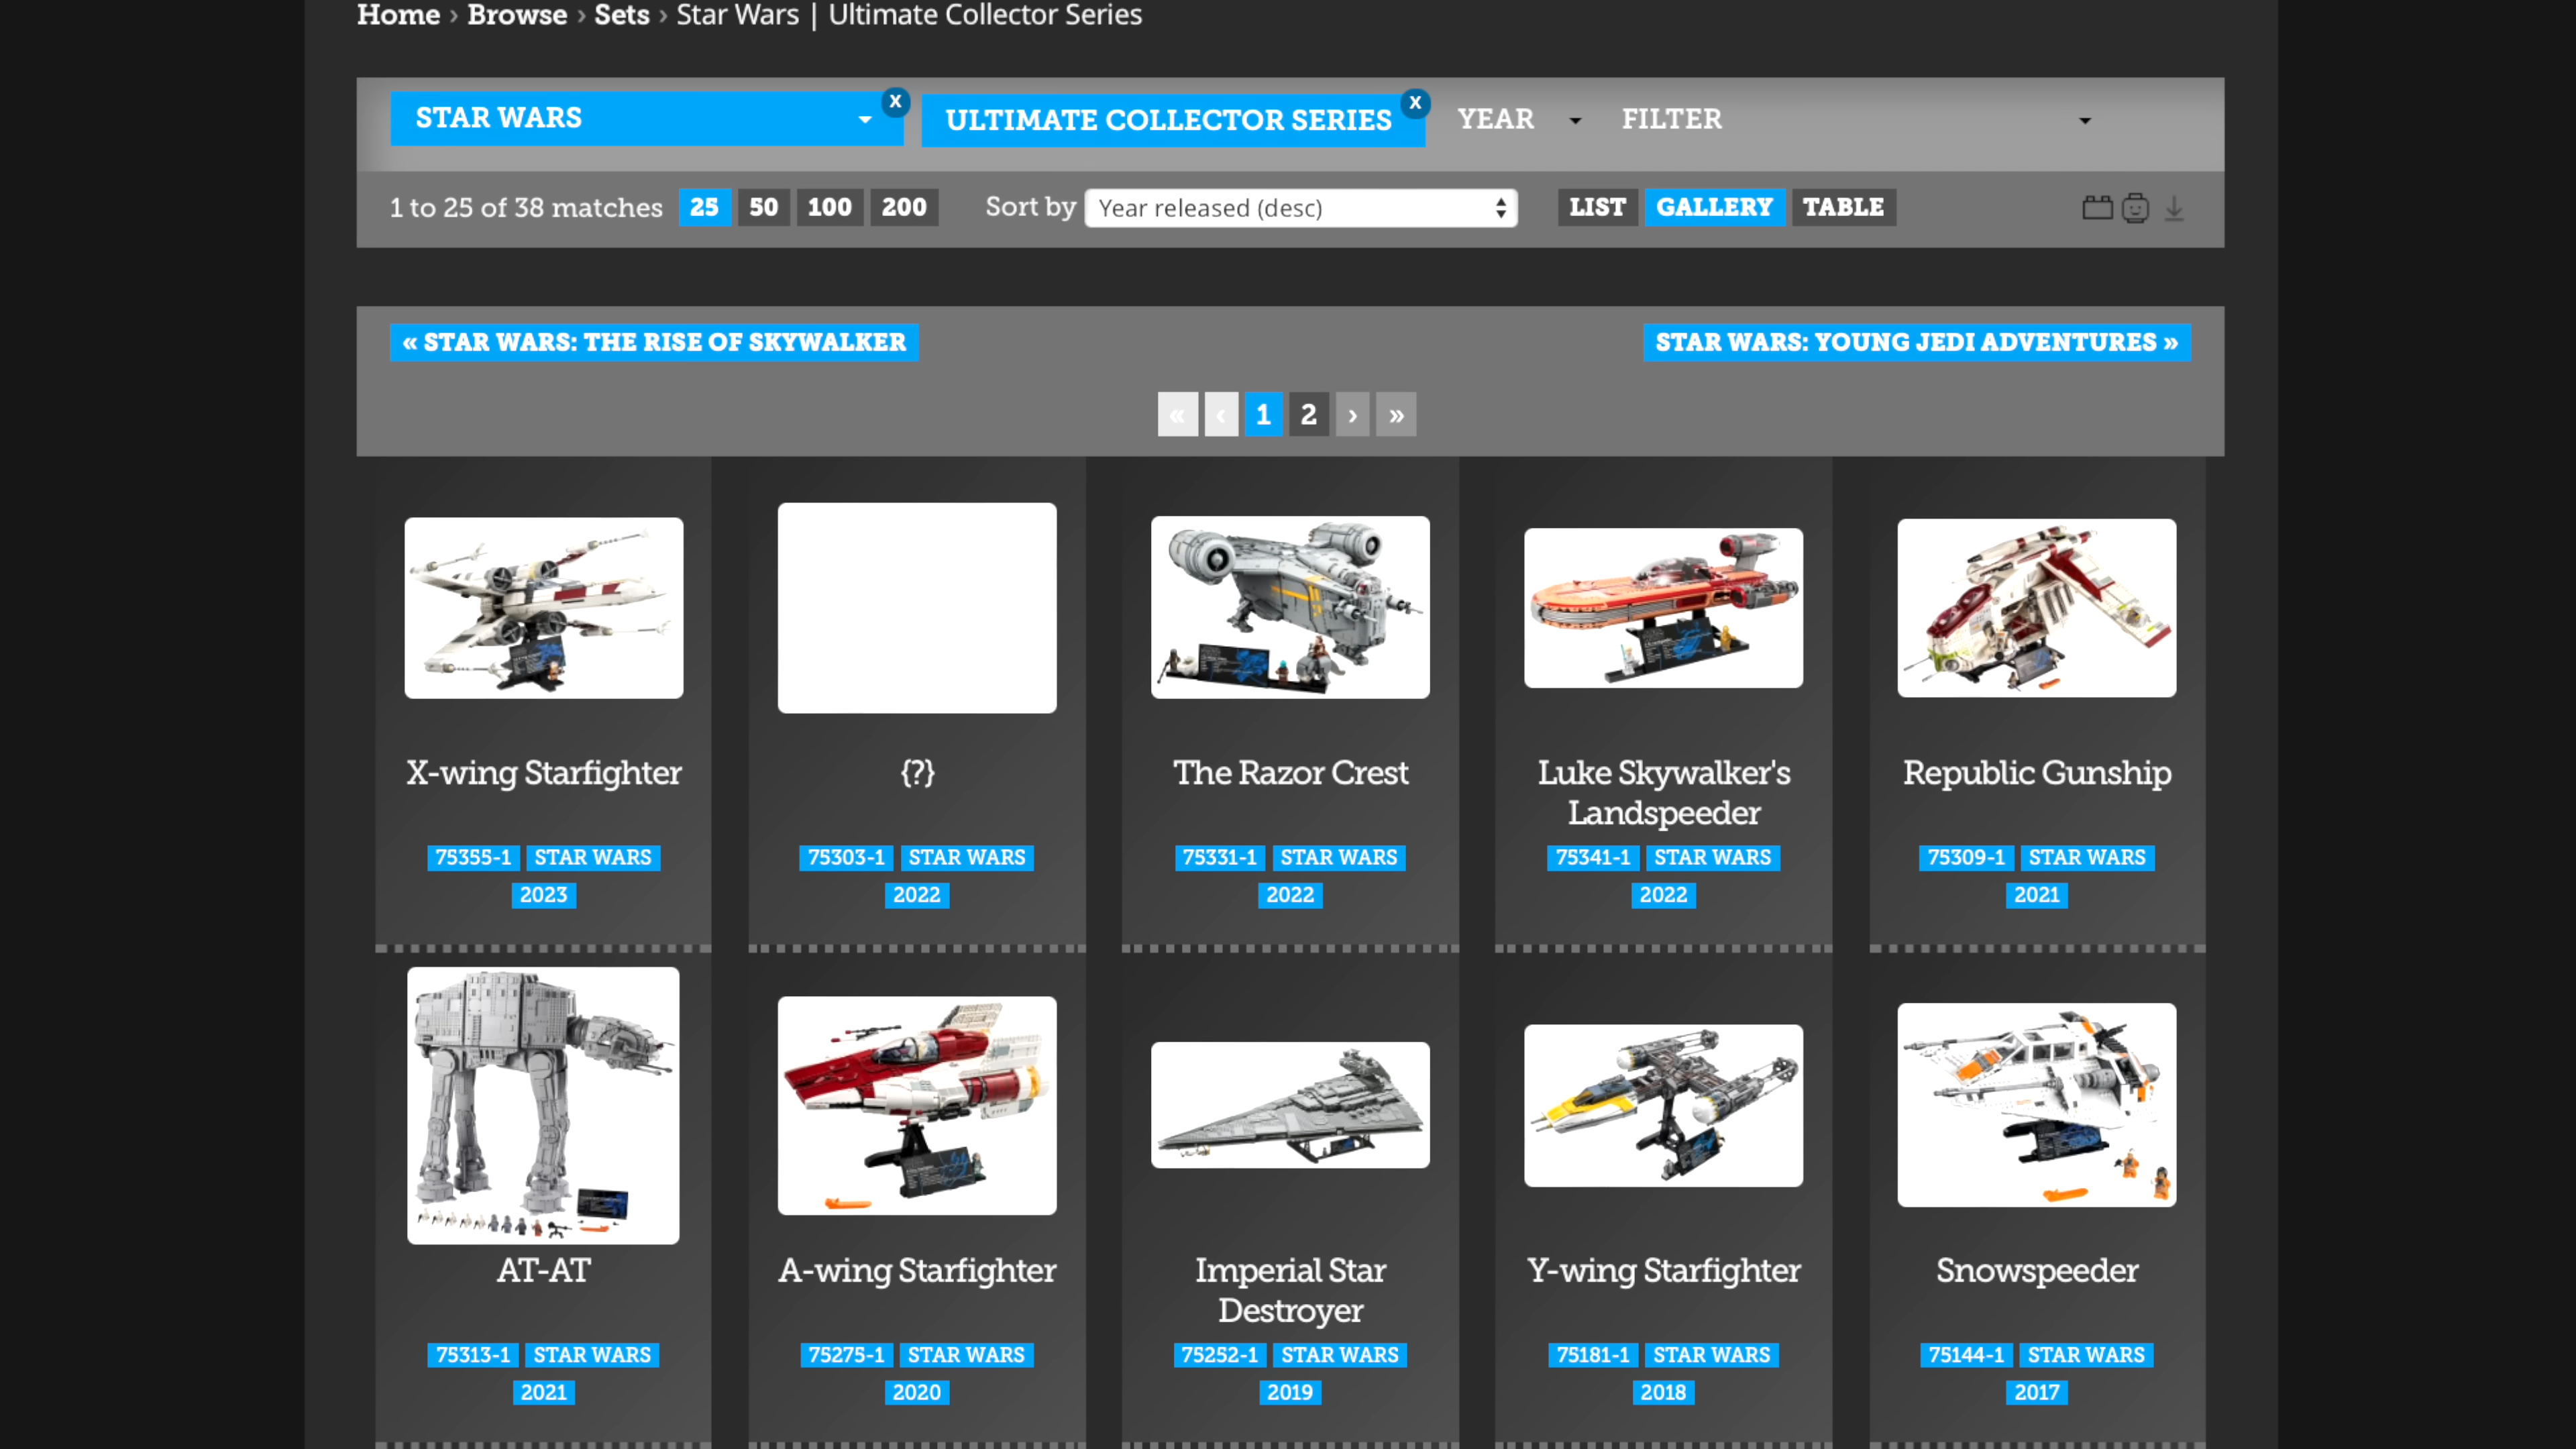 Home › Browse › Sets › Star Wars | Ultimate Collector Series
STAR WARS x ULTIMATE COLLECTOR SERIES x YEAR FILTER
1 to 25 of 38 matches 25 50 100 200 Sort by Year released (desc) LIST GALLERY TABLE
« STAR WARS: THE RISE OF SKYWALKER STAR WARS: YOUNG JEDI ADVENTURES »
« ‹ 1 2 › »
X-wing Starfighter
75355-1 STAR WARS
2023
{?}
75303-1 STAR WARS
2022
The Razor Crest
75331-1 STAR WARS
2022
Luke Skywalker's
Landspeeder
75341-1 STAR WARS
2022
Republic Gunship
75309-1 STAR WARS
2021
AT-AT
75313-1 STAR WARS
2021
A-wing Starfighter
75275-1 STAR WARS
2020
Imperial Star
Destroyer
75252-1 STAR WARS
2019
Y-wing Starfighter
75181-1 STAR WARS
2018
Snowspeeder
75144-1 STAR WARS
2017